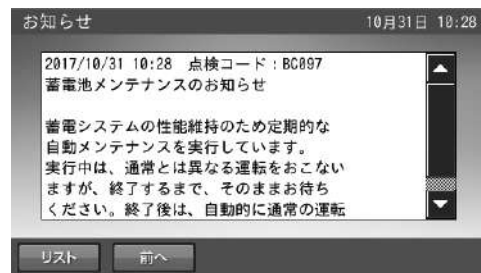 お知らせ
10月31日 10:28
2017/10/31 10:28 点検コード:BC097
蓄電池メンテナンスのお知らせ
蓄電システムの性能維持のため定期的な
自動メンテナンスを実行しています。
実行中は、通常とは異なる運転をおこない
ますが、終了するまで、そのままお待ち
ください。終了後は、自動的に通常の運転
リスト
前へ